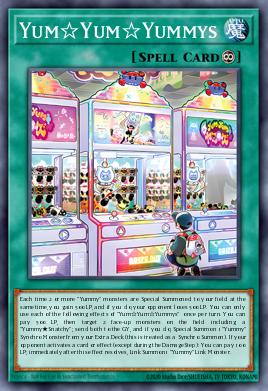 Yum☆Yum☆Yummys
魔
[Spell Card]
Each time 2 or more "Yummy" monsters are Special Summoned to your field at the
same time, you gain 500 LP, and if you do, your opponent loses 500 LP. You can only
use each of the following effects of "Yum☆Yum☆Yummys" once per turn. You can
pay 500 LP, then target 2 face-up monsters on the field including a
"Yummy★Snatchy"; send both to the GY, and if you do, Special Summon 1 "Yummy"
Synchro Monster from your Extra Deck (this is treated as a Synchro Summon). If your
opponent activates a card or effect (except during the Damage Step): You can pay 100
LP; immediately after this effect resolves, Link Summon 1 "Yummy" Link Monster.